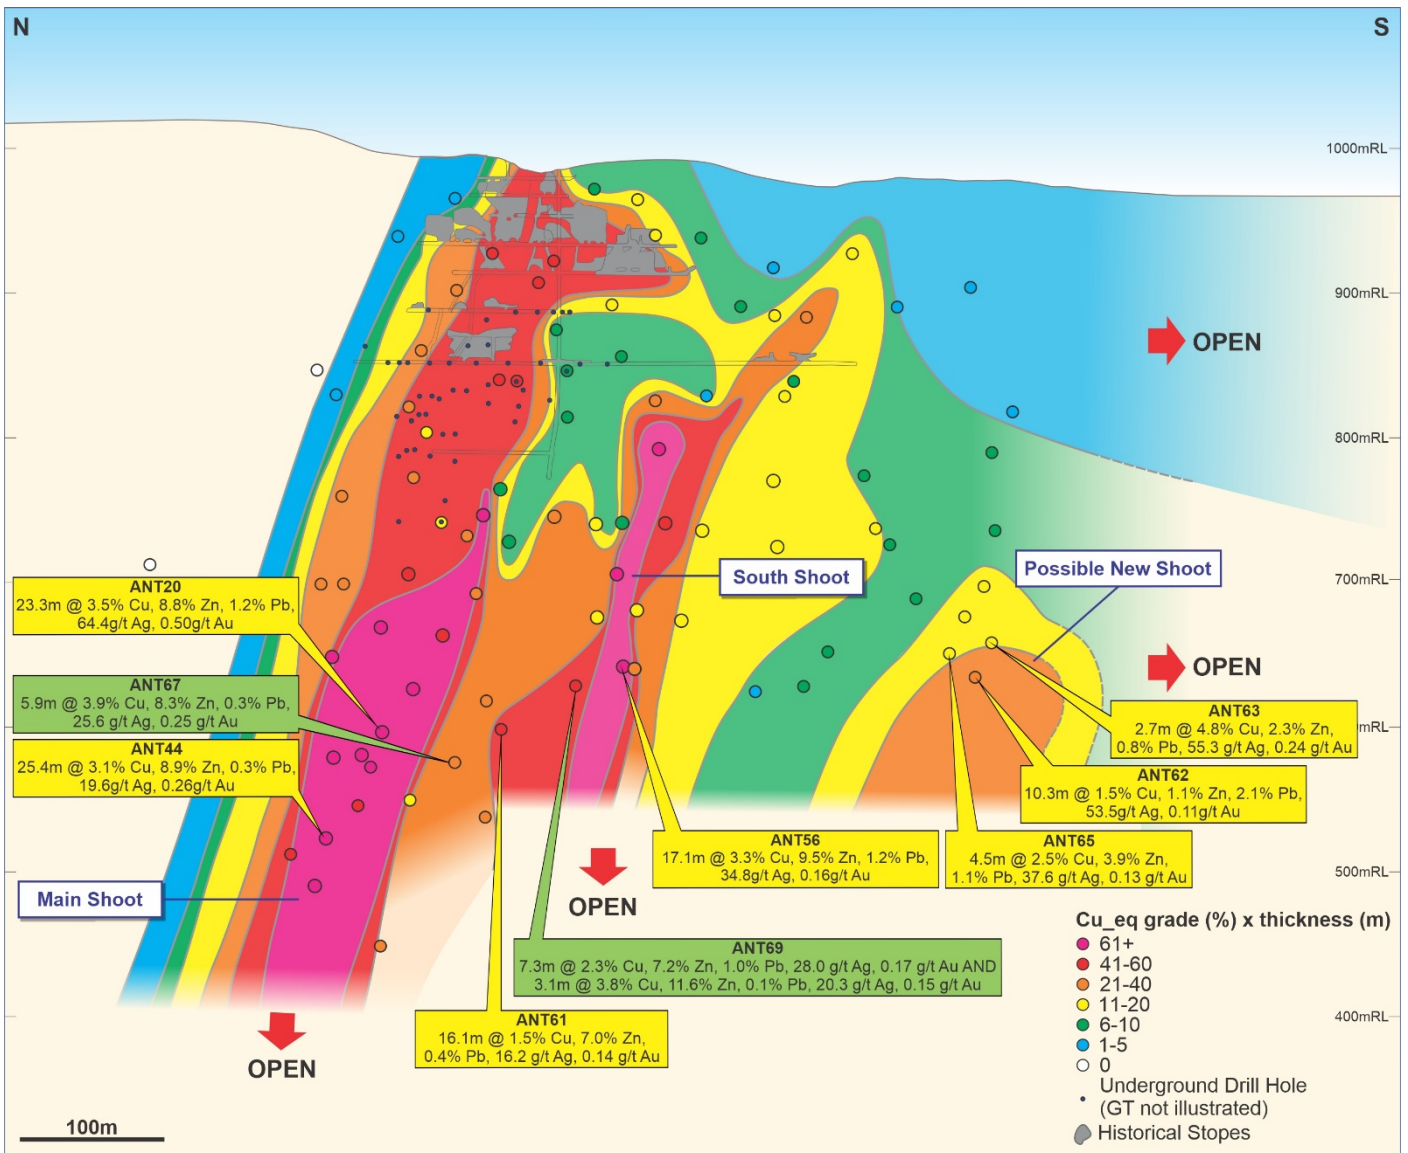 N
S
1000mRL
900mRL
800mRL
OPEN
700mRL
South Shoot
Possible New Shoot
ANT20
23.3m @ 3.5% Cu, 8.8% Zn, 1.2% Pb,
64.4g/t Ag, 0.50g/t Au
OPEN
ANT67
5.9m @ 3.9% Cu, 8.3% Zn, 0.3% Pb,
25.6 g/t Ag, 0.25 g/t Au
ANT63
2.7m @ 4.8% Cu, 2.3% Zn,
0.8% Pb, 55.3 g/t Ag, 0.24 g/t Au
mRL
ANT44
25.4m @ 3.1% Cu, 8.9% Zn, 0.3% Pb,
19.6g/t Ag, 0.26g/t Au
ANT62
10.3m @ 1.5% Cu, 1.1% Zn, 2.1% Pb,
53.5g/t Ag, 0.11g/t Au
ANT56
17.1m @ 3.3% Cu, 9.5% Zn, 1.2% Pb,
34.8g/t Ag, 0.16g/t Au
ANT65
4.5m @ 2.5% Cu, 3.9% Zn,
1.1% Pb, 37.6 g/t Ag, 0.13 g/t Au
500mRL
Main Shoot
OPEN
ANT69
7.3m @ 2.3% Cu, 7.2% Zn, 1.0% Pb, 28.0 g/t Ag, 0.17 g/t Au AND
3.1m @ 3.8% Cu, 11.6% Zn, 0.1% Pb, 20.3 g/t Ag, 0.15 g/t Au
ANT61
16.1m @ 1.5% Cu, 7.0% Zn,
0.4% Pb, 16.2 g/t Ag, 0.14 g/t Au
400mRL
OPEN
Cu_eq grade (%) x thickness (m)
61+
41-60
21-40
11-20
6-10
1-5
0
Underground Drill Hole
(GT not illustrated)
Historical Stopes
100m